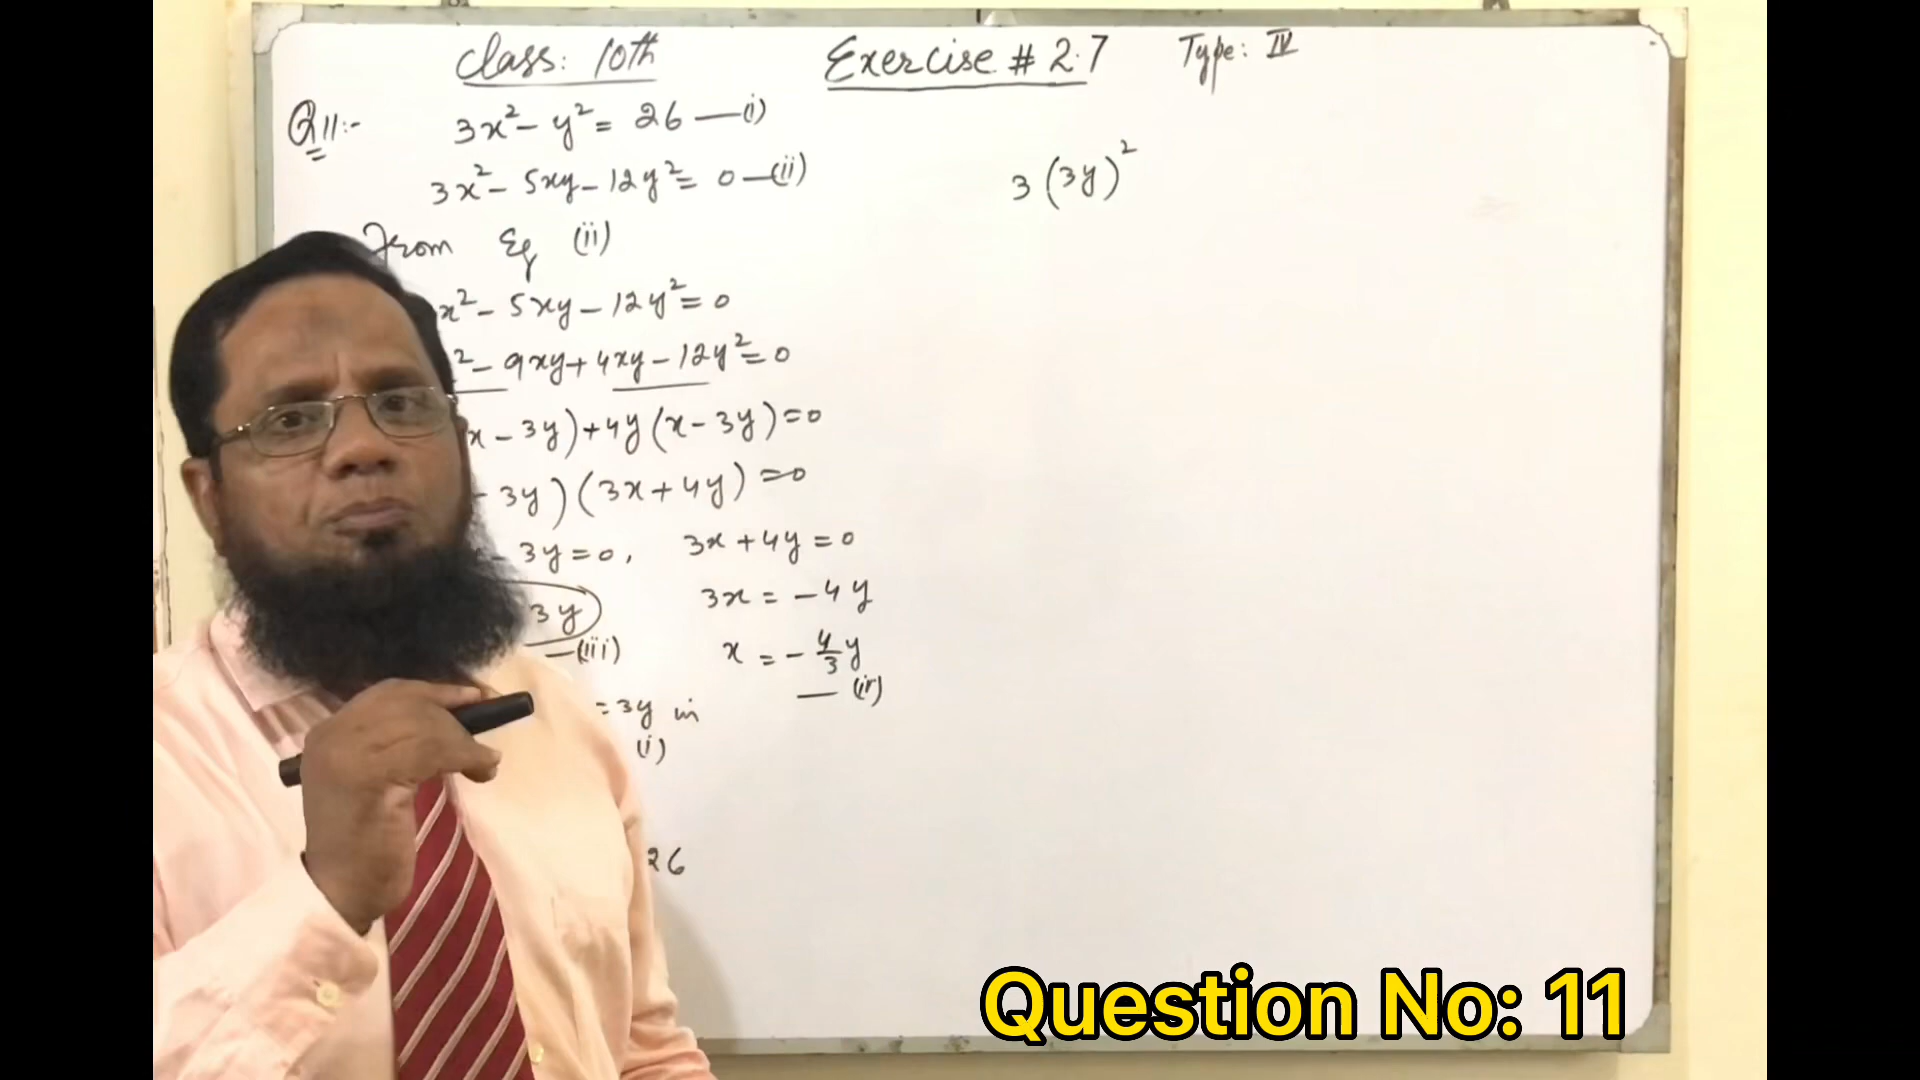 Class: 10th Exercise # 2.7 Type: IV
Q11:- 3x² - y² = 26 —(i)
3x² - 5xy - 12y² = 0 —(ii)
3(3y)²
From Eq (ii)
x² - 5xy - 12y² = 0
² - 9xy + 4xy - 12y² = 0
x - 3y) + 4y(x - 3y) = 0
- 3y)(3x + 4y) = 0
- 3y = 0, 3x + 4y = 0
3y —(iii) 3x = -4y
x = -4/3 y
—(iv)
= 3y in
(i)
26
Question No: 11